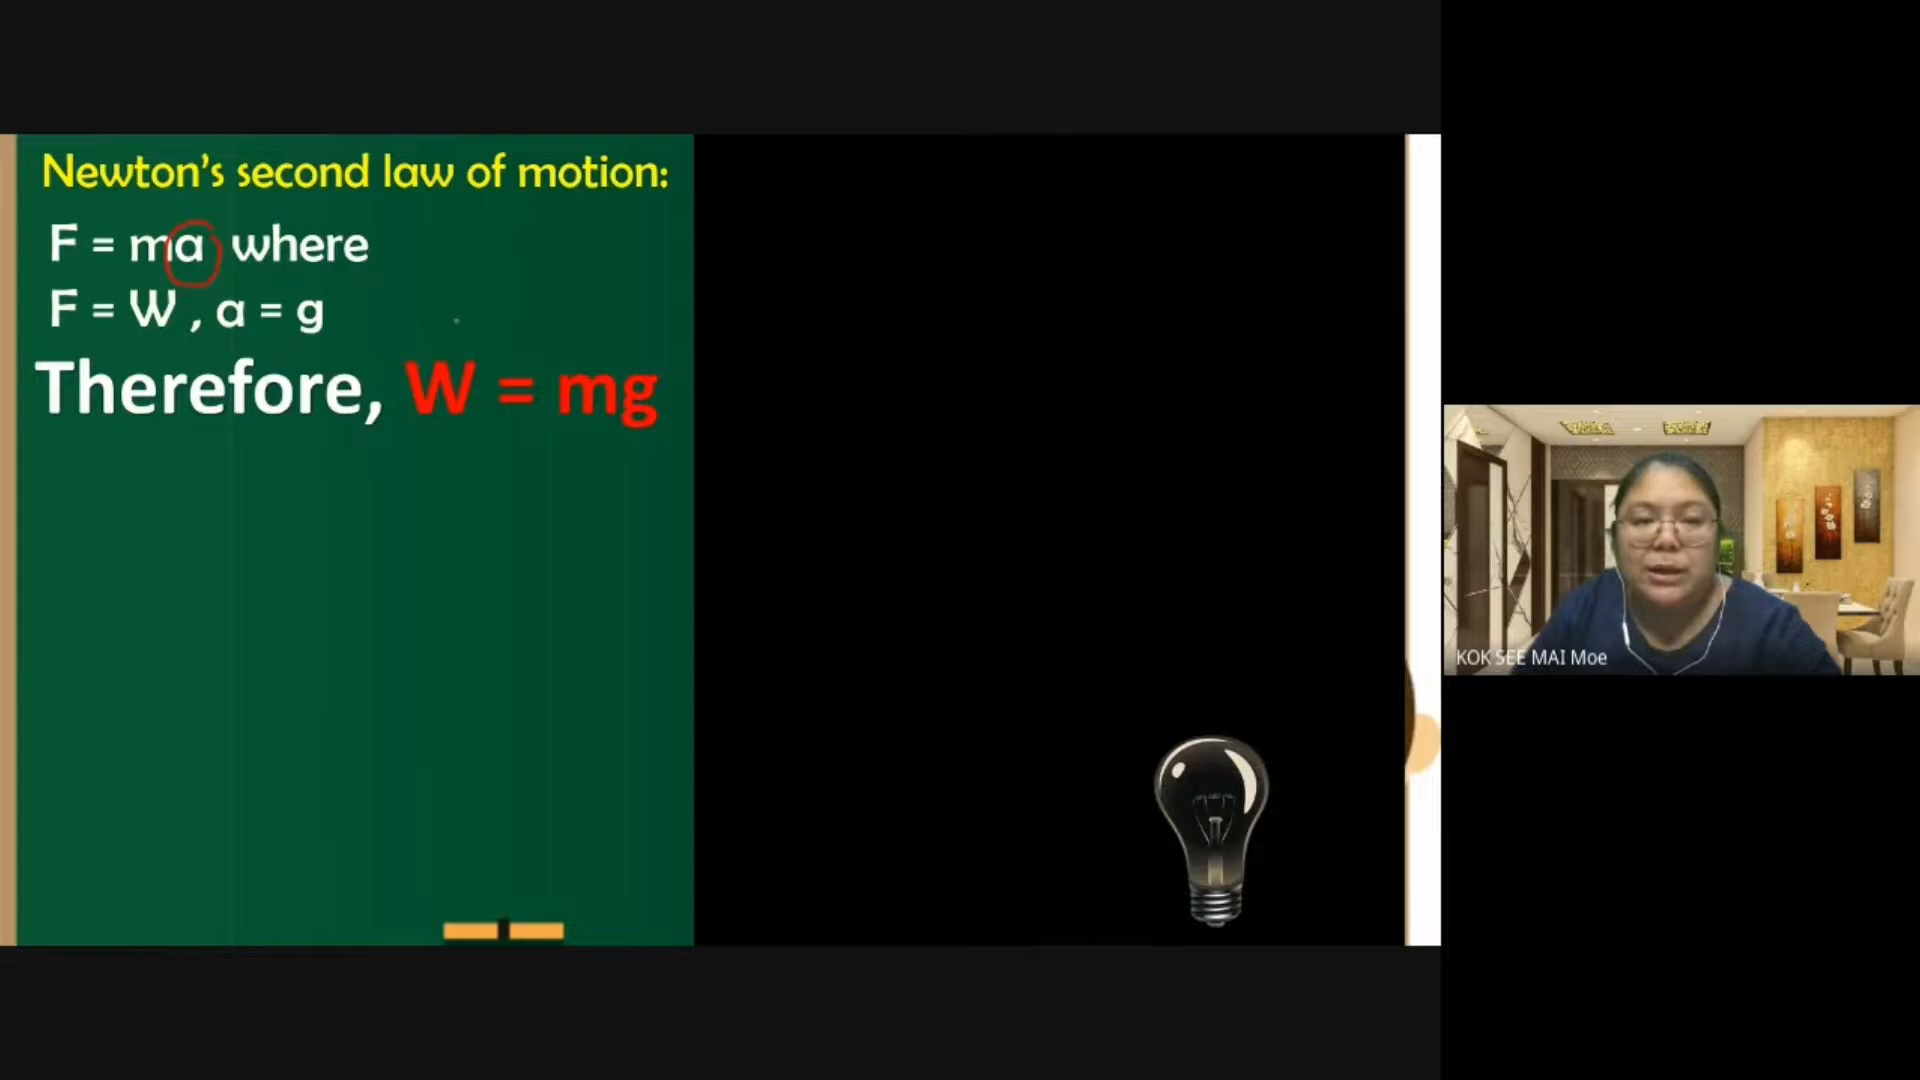 Newton's second law of motion:
F = ma where
F = W , a = g
Therefore, W = mg
KOK SEE MAI Moe